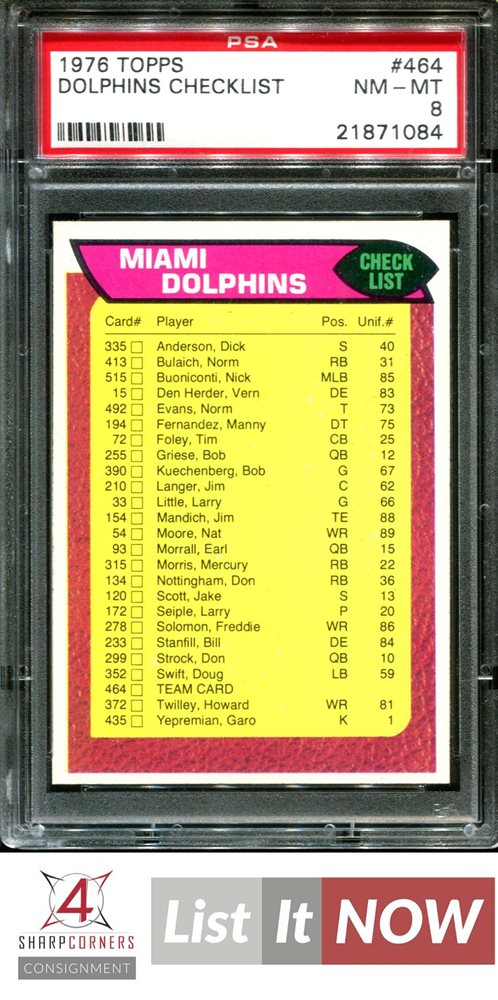 PSA
1976 TOPPS #464
DOLPHINS CHECKLIST NM - MT
8
21871084
MIAMI
DOLPHINS
CHECK
LIST
Card# Player Pos. Unif.#
335 Anderson, Dick S 40
413 Bulaich, Norm RB 31
515 Buoniconti, Nick MLB 85
15 Den Herder, Vern DE 83
492 Evans, Norm T 73
194 Fernandez, Manny DT 75
72 Foley, Tim CB 25
255 Griese, Bob QB 12
390 Kuechenberg, Bob G 67
210 Langer, Jim C 62
33 Little, Larry G 66
154 Mandich, Jim TE 88
54 Moore, Nat WR 89
93 Morrall, Earl QB 15
315 Morris, Mercury RB 22
134 Nottingham, Don RB 36
120 Scott, Jake S 13
172 Seiple, Larry P 20
278 Solomon, Freddie WR 86
233 Stanfill, Bill DE 84
299 Strock, Don QB 10
352 Swift, Doug LB 59
464 TEAM CARD
372 Twilley, Howard WR 81
435 Yepremian, Garo K 1
4
SHARPCORNERS
CONSIGNMENT
List It NOW